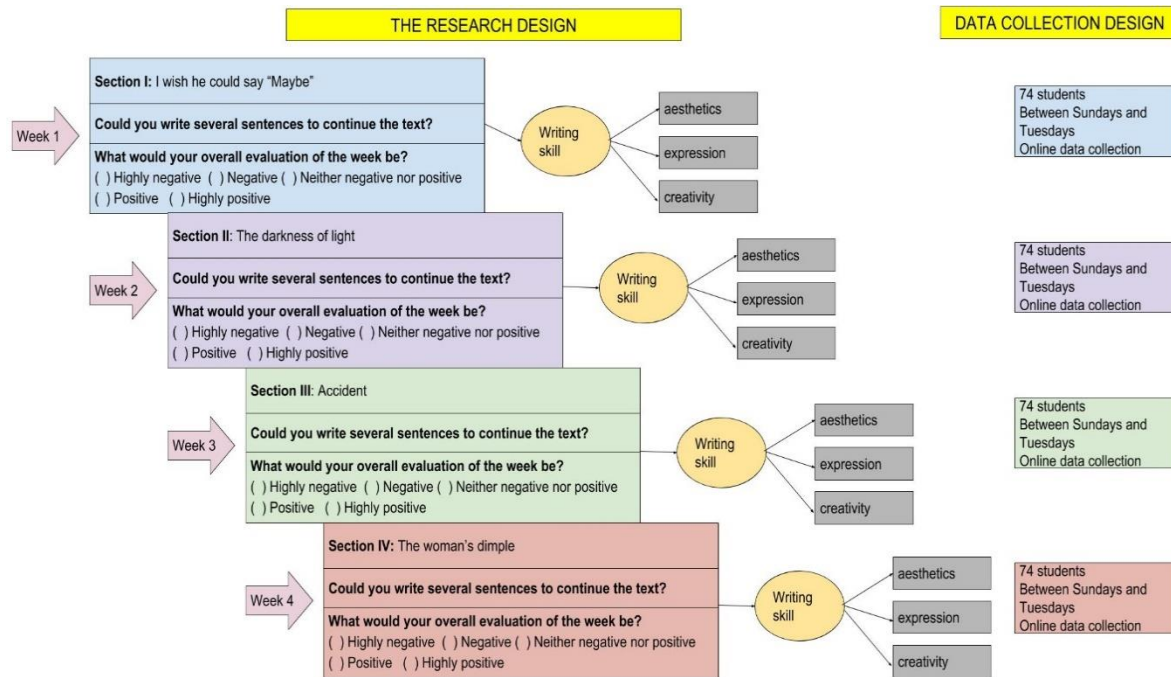 THE RESEARCH DESIGN
DATA COLLECTION DESIGN
Week 1
Section I: I wish he could say “Maybe”
Could you write several sentences to continue the text?
What would your overall evaluation of the week be?
( ) Highly negative ( ) Negative ( ) Neither negative nor positive
( ) Positive ( ) Highly positive
Writing
skill
aesthetics
expression
creativity
74 students
Between Sundays and
Tuesdays
Online data collection
Week 2
Section II: The darkness of light
Could you write several sentences to continue the text?
What would your overall evaluation of the week be?
( ) Highly negative ( ) Negative ( ) Neither negative nor positive
( ) Positive ( ) Highly positive
Writing
skill
aesthetics
expression
creativity
74 students
Between Sundays and
Tuesdays
Online data collection
Week 3
Section III: Accident
Could you write several sentences to continue the text?
What would your overall evaluation of the week be?
( ) Highly negative ( ) Negative ( ) Neither negative nor positive
( ) Positive ( ) Highly positive
Writing
skill
aesthetics
expression
creativity
74 students
Between Sundays and
Tuesdays
Online data collection
Week 4
Section IV: The woman’s dimple
Could you write several sentences to continue the text?
What would your overall evaluation of the week be?
( ) Highly negative ( ) Negative ( ) Neither negative nor positive
( ) Positive ( ) Highly positive
Writing
skill
aesthetics
expression
creativity
74 students
Between Sundays and
Tuesdays
Online data collection